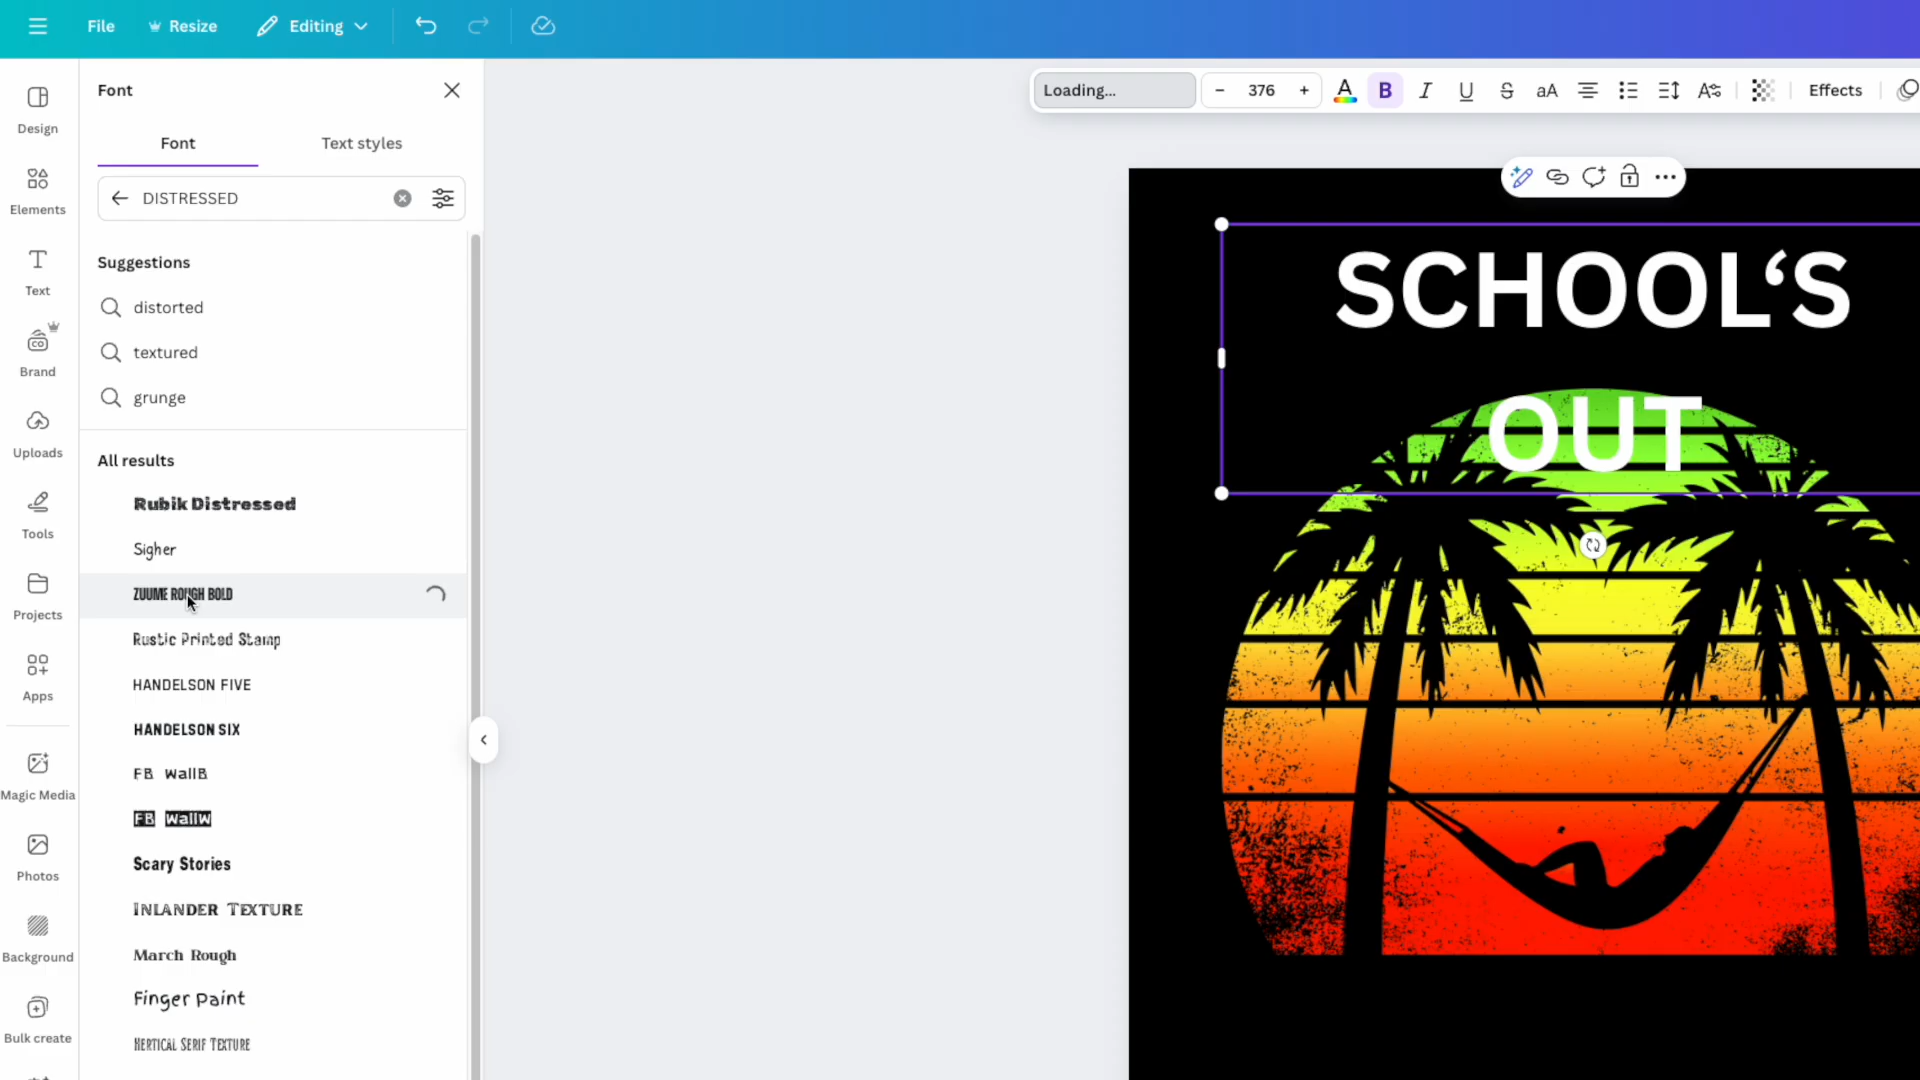 File
Resize
Editing
Font
Font
Text styles
DISTRESSED
Suggestions
distorted
textured
grunge
All results
Rubik Distressed
Sigher
ZUUME ROUGH BOLD
Rustic Printed Stamp
HANDELSON FIVE
HANDELSON SIX
FB WallB
FB WallW
Scary Stories
INLANDER TEXTURE
March Rough
Finger Paint
VERTICAL SERIF TEXTURE
Design
Elements
Text
Brand
Uploads
Tools
Projects
Apps
Magic Media
Photos
Background
Bulk create
Loading...
– 376 +
A B I U S aA
Effects
SCHOOL‘S
OUT